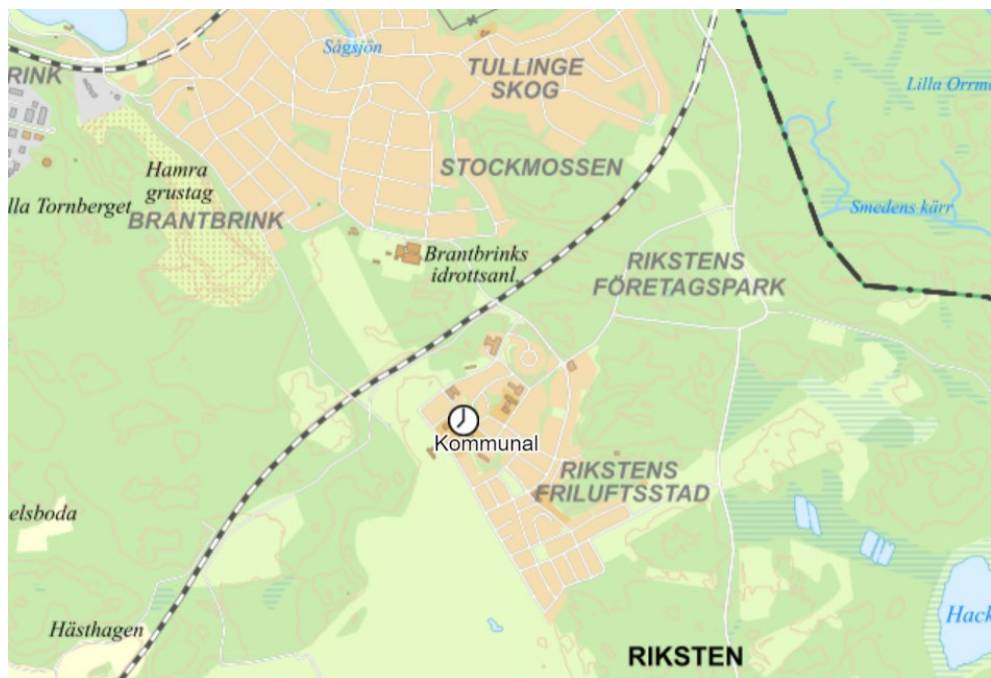 Sågsjön
TULLINGE
SKOG
RINK
Lilla Orrm
Hamra
grustag
STOCKMOSSEN
lla Tornberget
BRANTBRINK
Smedens kärr
Brantbrinks
idrottsanl.
RIKSTENS
FÖRETAGSPARK
Kommunal
RIKSTENS
FRILUFTSSTAD
elsboda
Hästhagen
Hack
RIKSTEN